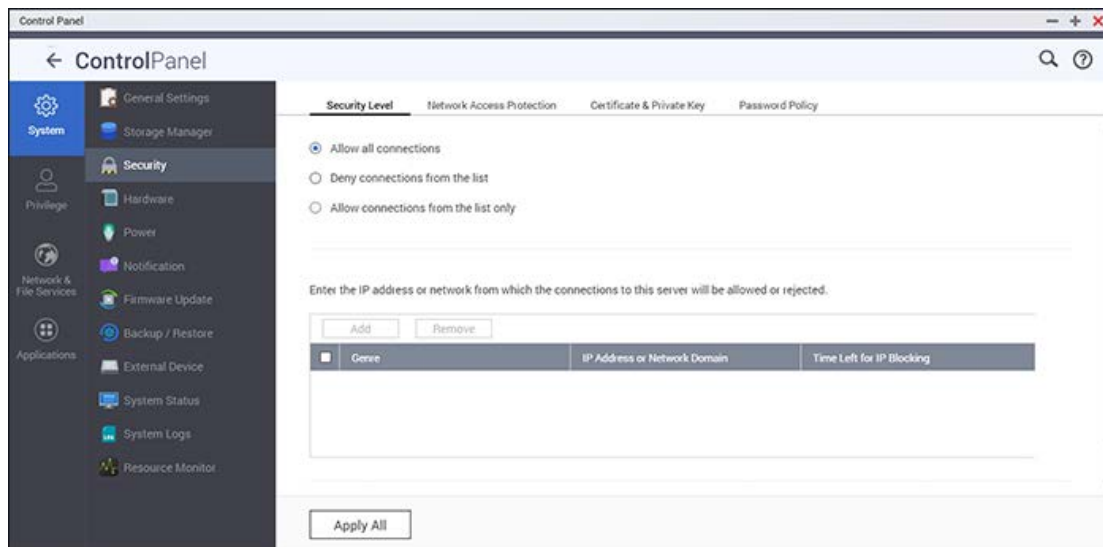 Control Panel
ControlPanel
System
Privilege
Network &
File Services
Applications
General Settings
Storage Manager
Security
Hardware
Power
Notification
Firmware Update
Backup / Restore
External Device
System Status
System Logs
Resource Monitor
Security Level Network Access Protection Certificate & Private Key Password Policy
Allow all connections
Deny connections from the list
Allow connections from the list only
Enter the IP address or network from which the connections to this server will be allowed or rejected.
Add Remove
Genre IP Address or Network Domain Time Left for IP Blocking
Apply All